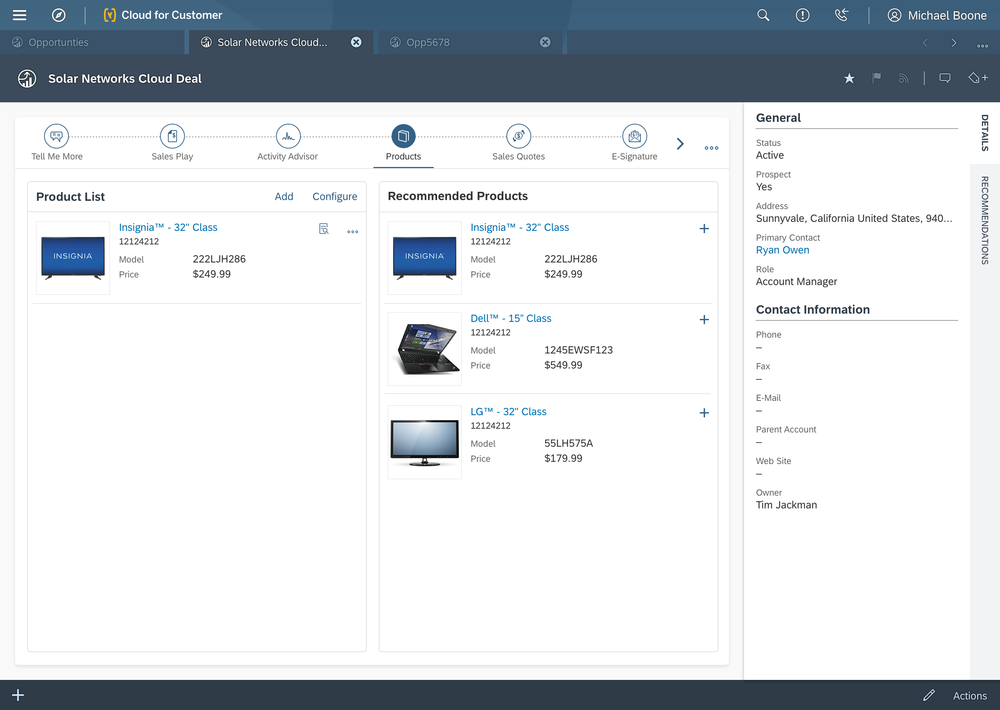 Cloud for Customer
Michael Boone
Opportunties
Solar Networks Cloud...
Opp5678
Solar Networks Cloud Deal
Tell Me More
Sales Play
Activity Advisor
Products
Sales Quotes
E-Signature
Product List
Add
Configure
INSIGNIA
Insignia™ - 32" Class
12124212
Model 222LJH286
Price $249.99
Recommended Products
INSIGNIA
Insignia™ - 32" Class
12124212
Model 222LJH286
Price $249.99
Dell™ - 15” Class
12124212
Model 1245EWSF123
Price $549.99
LG™ - 32" Class
12124212
Model 55LH575A
Price $179.99
General
Status
Active
Prospect
Yes
Address
Sunnyvale, California United States, 940...
Primary Contact
Ryan Owen
Role
Account Manager
Contact Information
Phone
–
Fax
–
E-Mail
–
Parent Account
–
Web Site
–
Owner
Tim Jackman
DETAILS
RECOMMENDATIONS
Actions